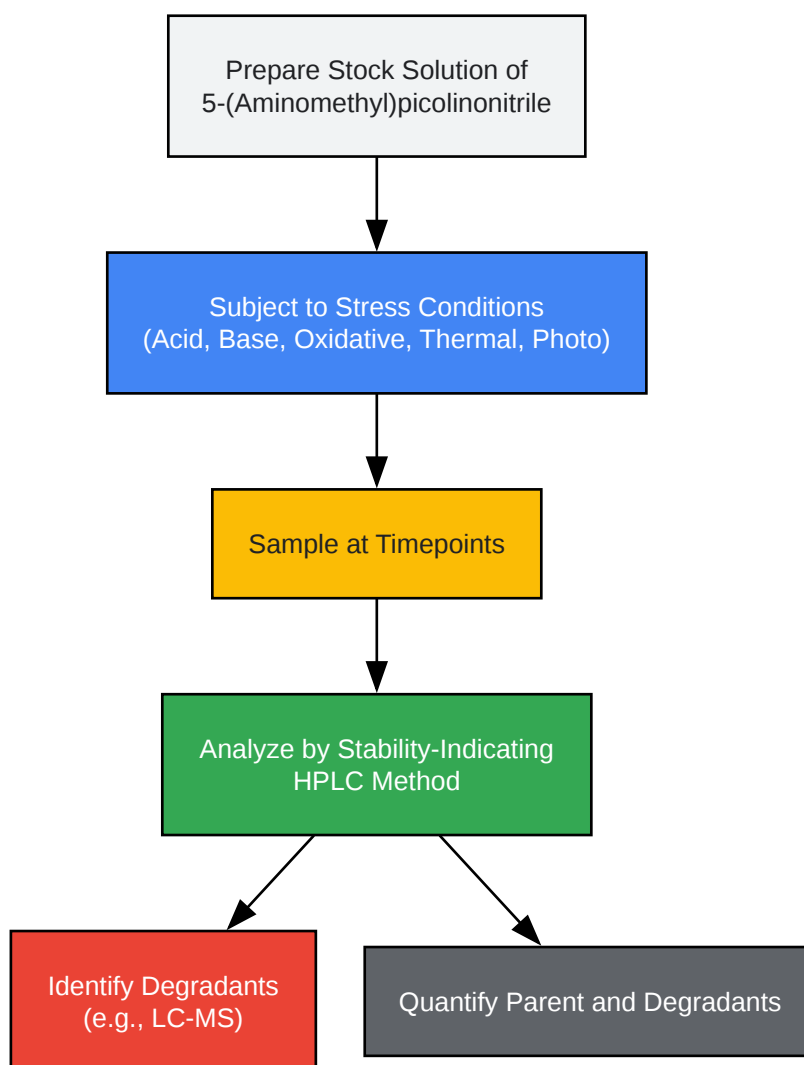 Prepare Stock Solution of
5-(Aminomethyl)picolinonitrile
Subject to Stress Conditions
(Acid, Base, Oxidative, Thermal, Photo)
Sample at Timepoints
Analyze by Stability-Indicating
HPLC Method
Identify Degradants
(e.g., LC-MS)
Quantify Parent and Degradants